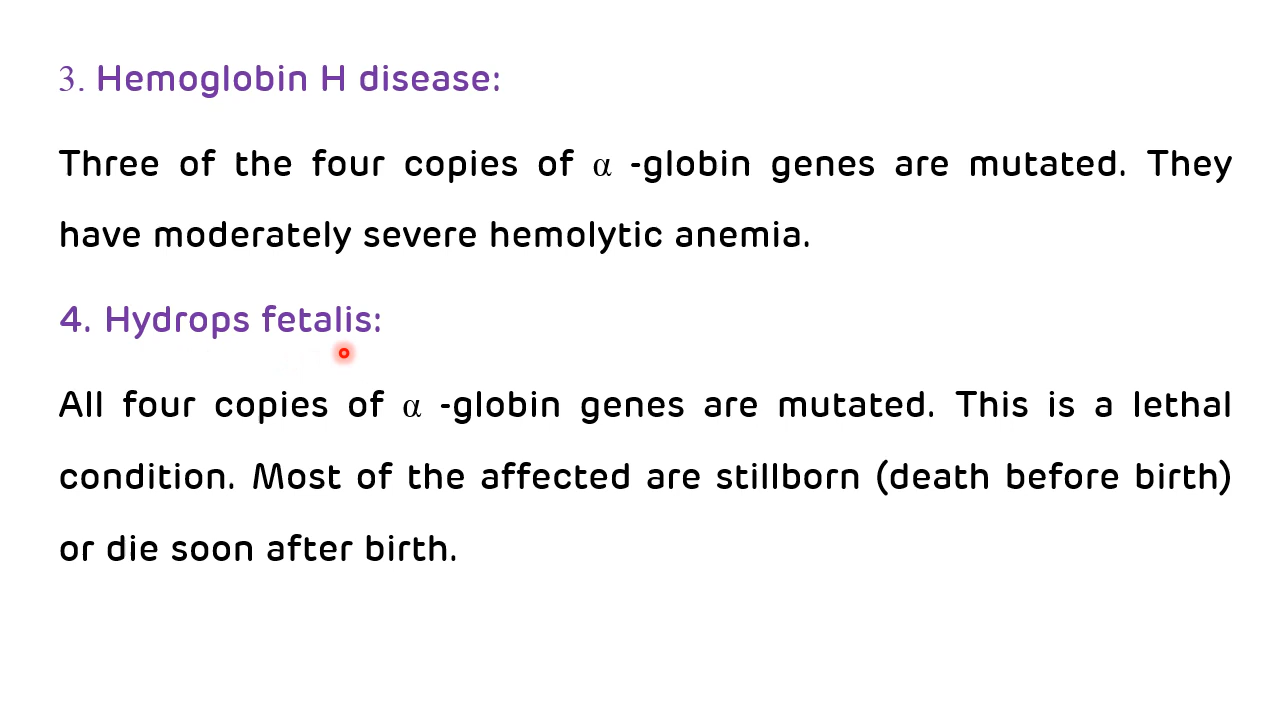 3. Hemoglobin H disease:
Three of the four copies of α -globin genes are mutated. They
have moderately severe hemolytic anemia.
4. Hydrops fetalis:
All four copies of α -globin genes are mutated. This is a lethal
condition. Most of the affected are stillborn (death before birth)
or die soon after birth.